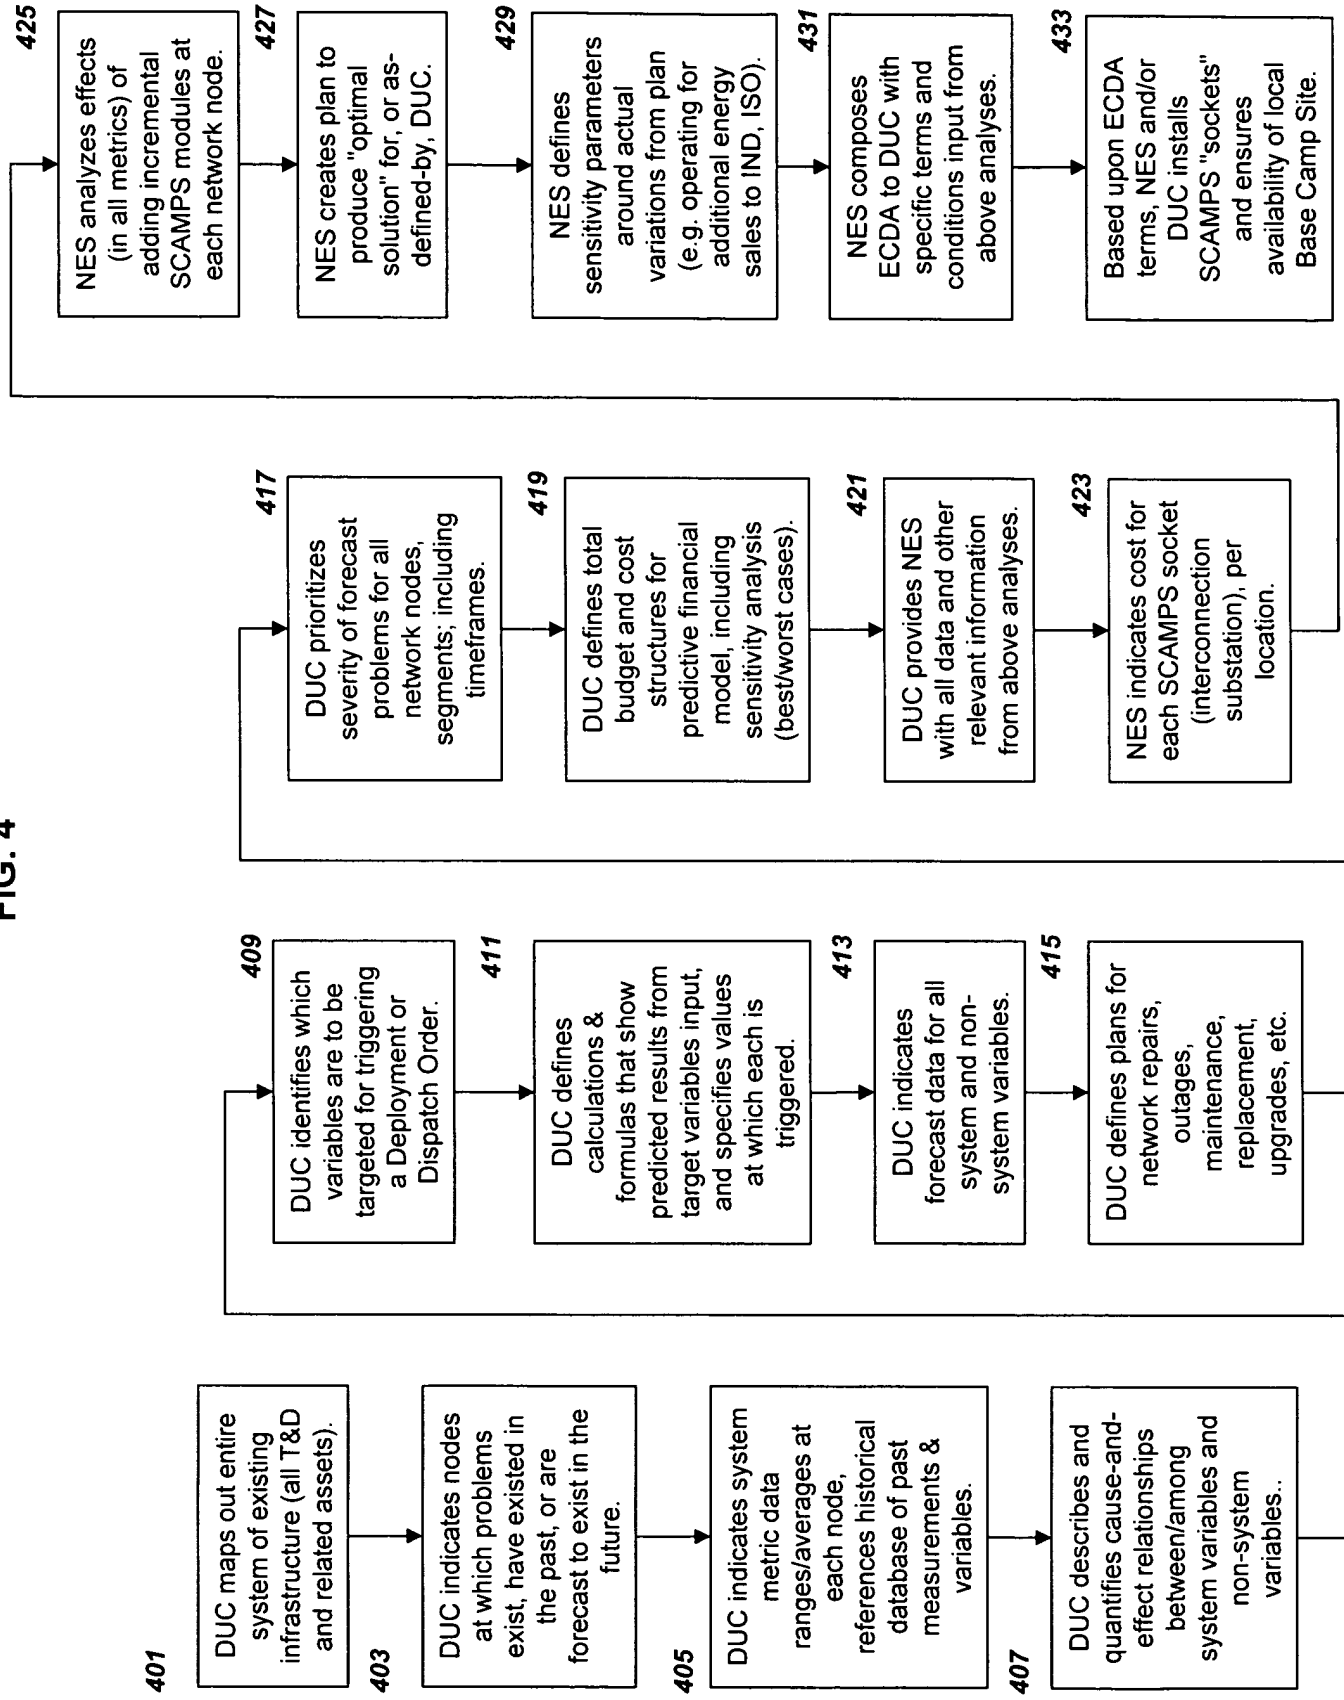 FIG. 4
401
DUC maps out entire
system of existing
infrastructure (all T&D
and related assets).
403
DUC indicates nodes
at which problems
exist, have existed in
the past, or are
forecast to exist in the
future.
405
DUC indicates system
metric data
ranges/averages at
each node,
references historical
database of past
measurements &
variables.
407
DUC describes and
quantifies cause-and-
effect relationships
between/among
system variables and
non-system
variables..
409
DUC identifies which
variables are to be
targeted for triggering
a Deployment or
Dispatch Order.
411
DUC defines
calculations &
formulas that show
predicted results from
target variables input,
and specifies values
at which each is
triggered.
413
DUC indicates
forecast data for all
system and non-
system variables.
415
DUC defines plans for
network repairs,
outages,
maintenance,
replacement,
upgrades, etc.
417
DUC prioritizes
severity of forecast
problems for all
network nodes,
segments; including
timeframes.
419
DUC defines total
budget and cost
structures for
predictive financial
model, including
sensitivity analysis
(best/worst cases).
421
DUC provides NES
with all data and other
relevant information
from above analyses.
423
NES indicates cost for
each SCAMPS socket
(interconnection
substation), per
location.
425
NES analyzes effects
(in all metrics) of
adding incremental
SCAMPS modules at
each network node.
427
NES creates plan to
produce "optimal
solution" for, or as-
defined-by, DUC.
429
NES defines
sensitivity parameters
around actual
variations from plan
(e.g. operating for
additional energy
sales to IND, ISO).
431
NES composes
ECDA to DUC with
specific terms and
conditions input from
above analyses.
433
Based upon ECDA
terms, NES and/or
DUC installs
SCAMPS "sockets"
and ensures
availability of local
Base Camp Site.